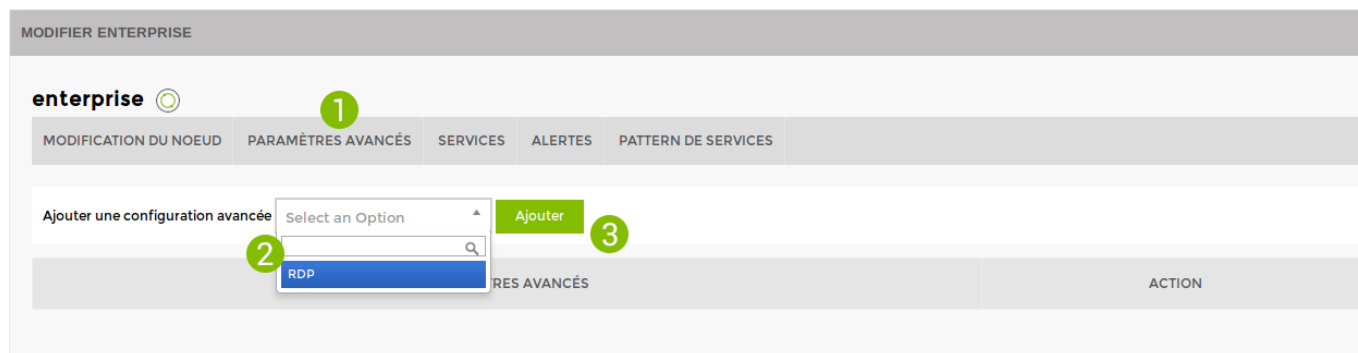 MODIFIER ENTERPRISE
enterprise
1
MODIFICATION DU NOEUD PARAMÈTRES AVANCÉS SERVICES ALERTES PATTERN DE SERVICES
Ajouter une configuration avancée Select an Option Ajouter
3
2
RDP
RES AVANCÉS ACTION